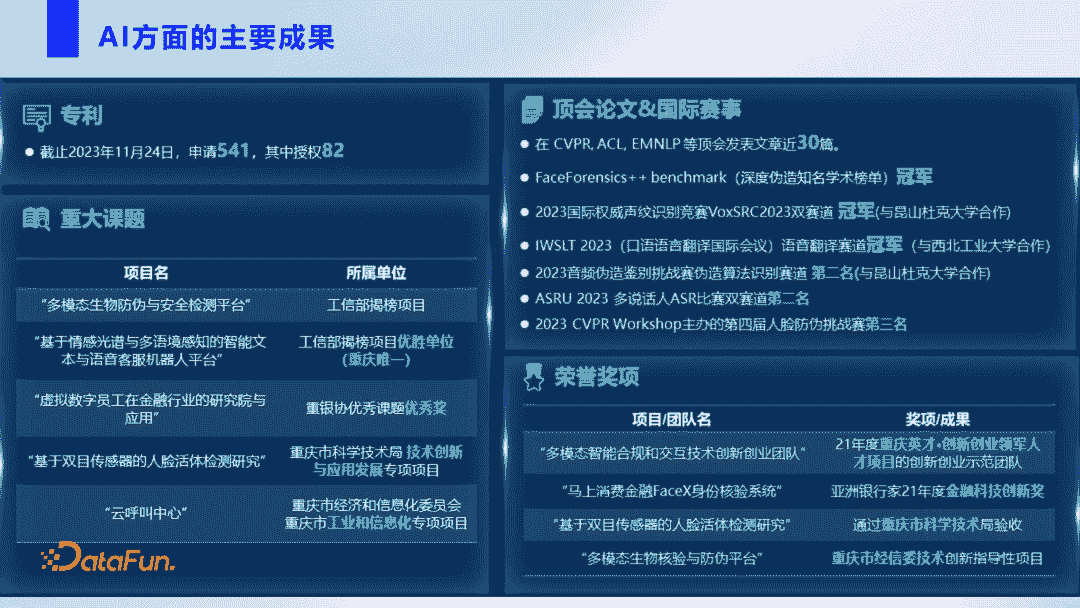 AI方面的主要成果
专利
● 截止2023年11月24日，申请541，其中授权82
重大课题
项目名 所属单位
“多模态生物防伪与安全检测平台” 工信部揭榜项目
“基于情感光谱与多语境感知的智能文
本与语音客服机器人平台”
工信部揭榜项目优胜单位
(重庆唯一)
“虚拟数字员工在金融行业的研究院与
应用”
重银协优秀课题优秀奖
“基于双目传感器的人脸活体检测研究”
重庆市科学技术局 技术创新
与应用发展专项项目
“云呼叫中心”
重庆市经济和信息化委员会
重庆市工业和信息化专项项目
DataFun.
顶会论文&国际赛事
● 在 CVPR, ACL, EMNLP 等顶会发表文章近30篇。
● FaceForensics++ benchmark（深度伪造知名学术榜单）冠军
● 2023国际权威声纹识别竞赛VoxSRC2023双赛道 冠军(与昆山杜克大学合作)
● IWSLT 2023（口语语言翻译国际会议）语音翻译赛道冠军（与西北工业大学合作）
● 2023音频伪造鉴别挑战赛伪造算法识别赛道 第二名(与昆山杜克大学合作)
● ASRU 2023 多说话人ASR比赛双赛道第二名
● 2023 CVPR Workshop主办的第四届人脸防伪挑战赛第三名
荣誉奖项
项目/团队名 奖项/成果
“多模态智能合规和交互技术创新创业团队”
21年度重庆英才·创新创业领军人
才项目的创新创业示范团队
“马上消费金融FaceX身份核验系统” 亚洲银行家21年度金融科技创新奖
“基于双目传感器的人脸活体检测研究” 通过重庆市科学技术局验收
“多模态生物核验与防伪平台” 重庆市经信委技术创新指导性项目